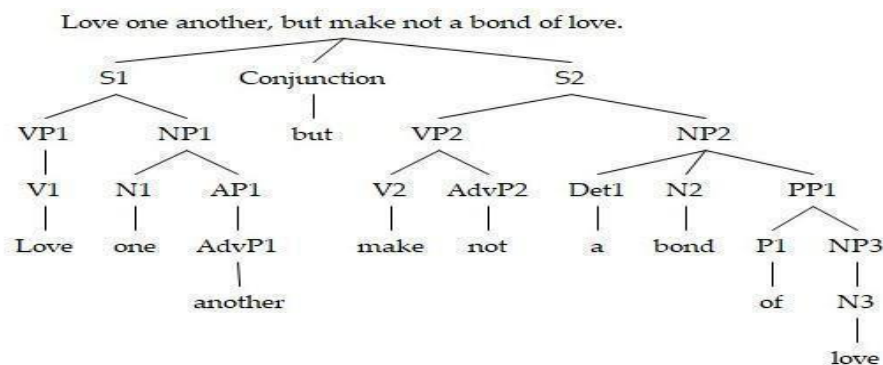 Love one another, but make not a bond of love.
S1 Conjunction S2
VP1 NP1 but VP2 NP2
V1 N1 AP1 V2 AdvP2 Det1 N2 PP1
Love one AdvP1 make not a bond P1 NP3
another of N3
love